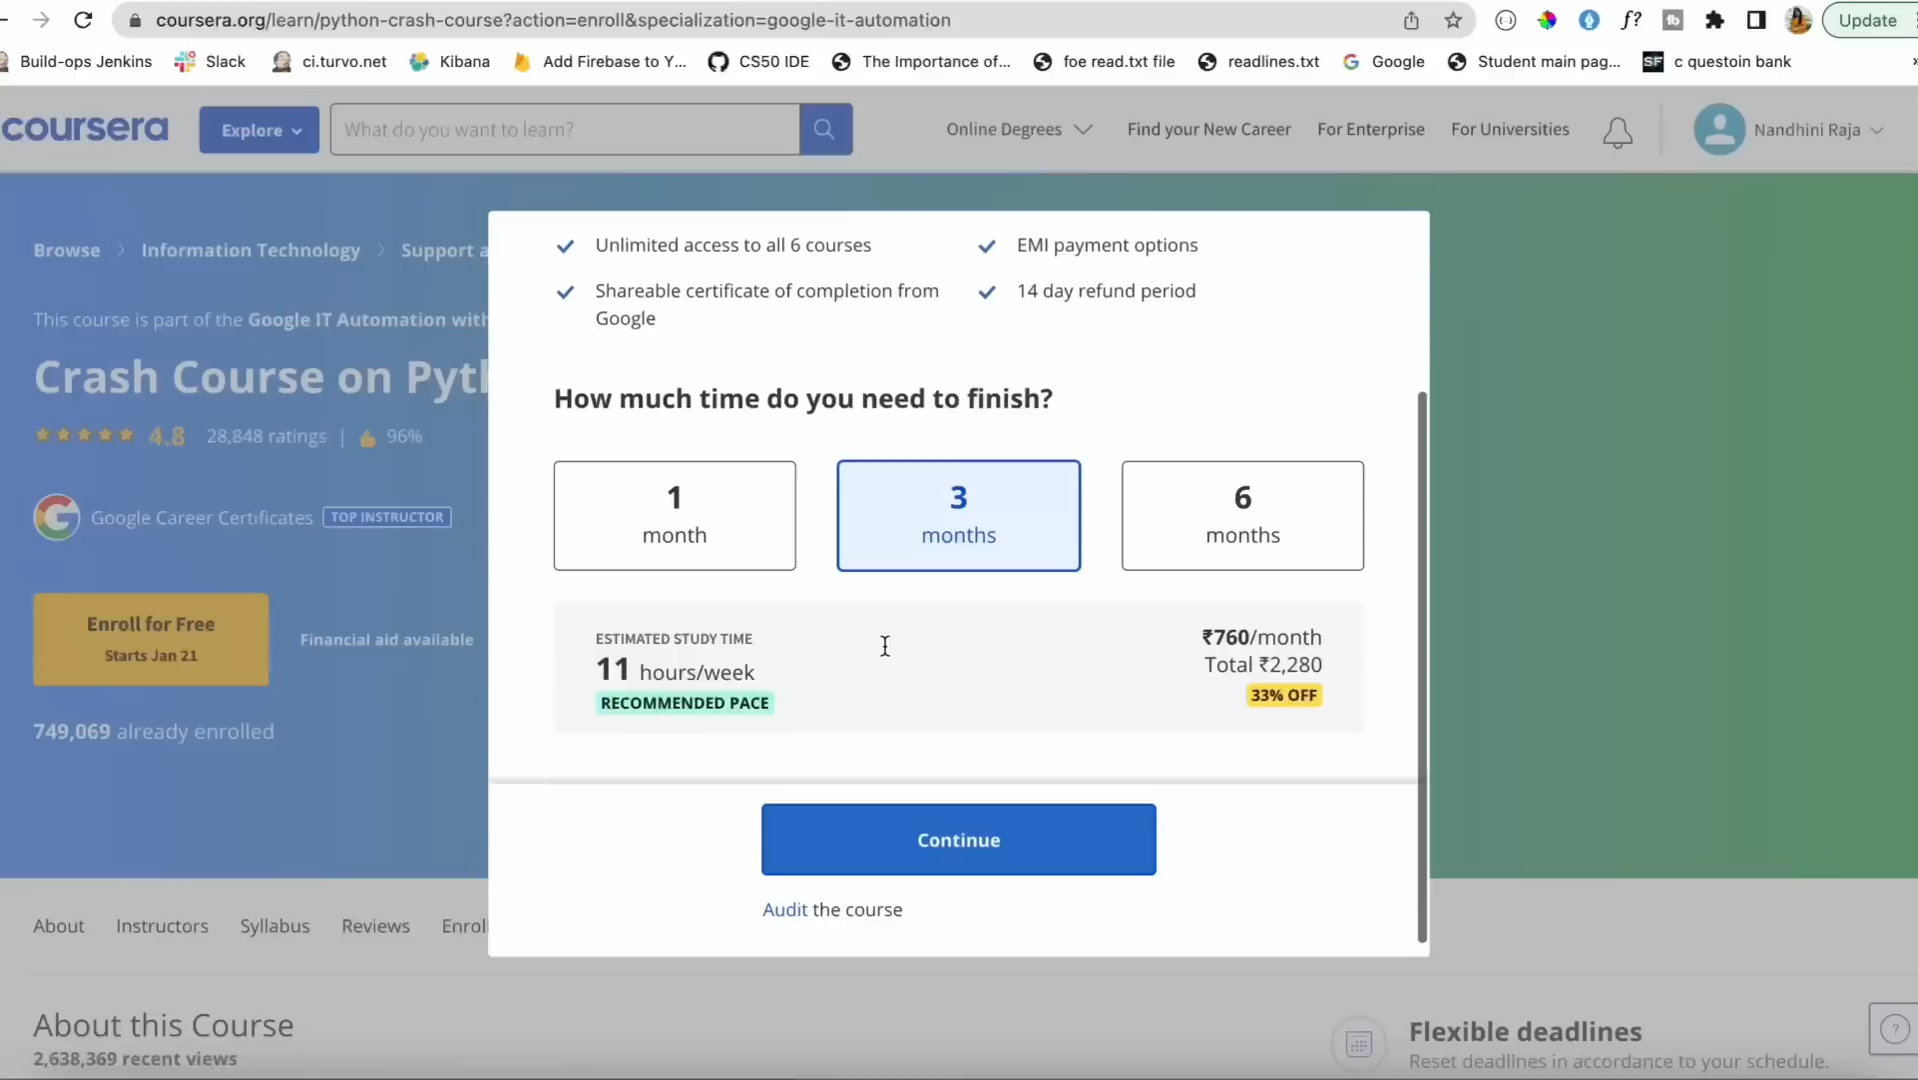 coursera.org/learn/python-crash-course?action=enroll&specialization=google-it-automation
Update
Build-ops Jenkins
Slack
ci.turvo.net
Kibana
Add Firebase to Y...
CS50 IDE
The Importance of...
foe read.txt file
readlines.txt
Google
Student main pag...
SF c questoin bank
coursera
Explore
What do you want to learn?
Online Degrees
Find your New Career
For Enterprise
For Universities
Nandhini Raja
Browse > Information Technology > Support a
This course is part of the Google IT Automation with
Crash Course on Pyth
4.8 28,848 ratings | 96%
Google Career Certificates TOP INSTRUCTOR
Enroll for Free
Starts Jan 21
Financial aid available
749,069 already enrolled
Unlimited access to all 6 courses
EMI payment options
Shareable certificate of completion from
Google
14 day refund period
How much time do you need to finish?
1
month
3
months
6
months
ESTIMATED STUDY TIME
11 hours/week
RECOMMENDED PACE
₹760/month
Total ₹2,280
33% OFF
Continue
Audit the course
About
Instructors
Syllabus
Reviews
Enrol
About this Course
2,638,369 recent views
Flexible deadlines
Reset deadlines in accordance to your schedule.